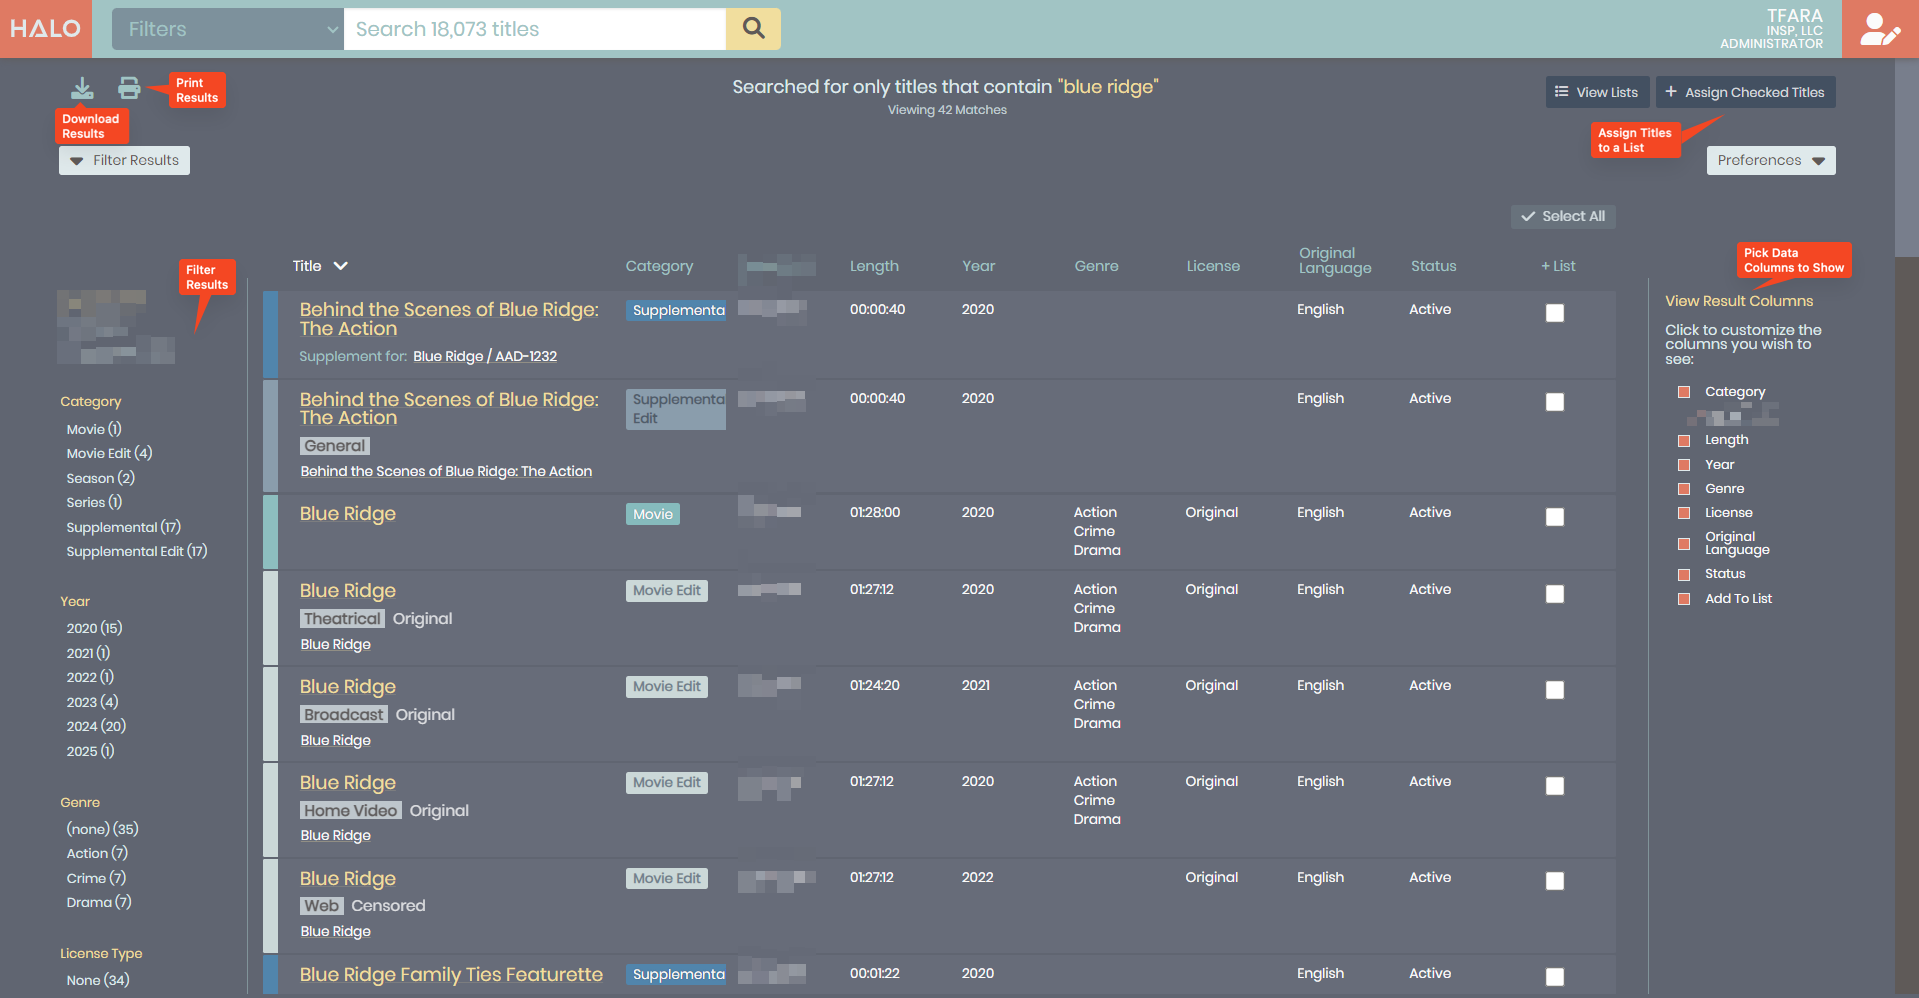 HALO
Filters
Search 18,073 titles
TFARA
INSP, LLC
ADMINISTRATOR
Print
Results
Download
Results
Filter Results
Searched for only titles that contain "blue ridge"
Viewing 42 Matches
View Lists
+ Assign Checked Titles
Assign Titles
to a List
Preferences
Select All
Filter
Results
Category
Movie (1)
Movie Edit (4)
Season (2)
Series (1)
Supplemental (17)
Supplemental Edit (17)
Year
2020 (15)
2021 (1)
2022 (1)
2023 (4)
2024 (20)
2025 (1)
Genre
(none) (35)
Action (7)
Crime (7)
Drama (7)
License Type
None (34)
Title Category Length Year Genre License Original Language Status + List
Behind the Scenes of Blue Ridge: Supplementa 00:00:40 2020 English Active
The Action
Supplement for: Blue Ridge / AAD-1232
Behind the Scenes of Blue Ridge: Supplementa 00:00:40 2020 English Active
The Action Edit
General
Behind the Scenes of Blue Ridge: The Action
Blue Ridge Movie 01:28:00 2020 Action Original English Active
Crime
Drama
Blue Ridge Movie Edit 01:27:12 2020 Action Original English Active
Theatrical Original Crime
Blue Ridge Drama
Blue Ridge Movie Edit 01:24:20 2021 Action Original English Active
Broadcast Original Crime
Blue Ridge Drama
Blue Ridge Movie Edit 01:27:12 2020 Action Original English Active
Home Video Original Crime
Blue Ridge Drama
Blue Ridge Movie Edit 01:27:12 2022 Original English Active
Web Censored
Blue Ridge
Blue Ridge Family Ties Featurette Supplementa 00:01:22 2020 English Active
Pick Data
Columns to Show
View Result Columns
Click to customize the
columns you wish to
see:
Category
Length
Year
Genre
License
Original
Language
Status
Add To List